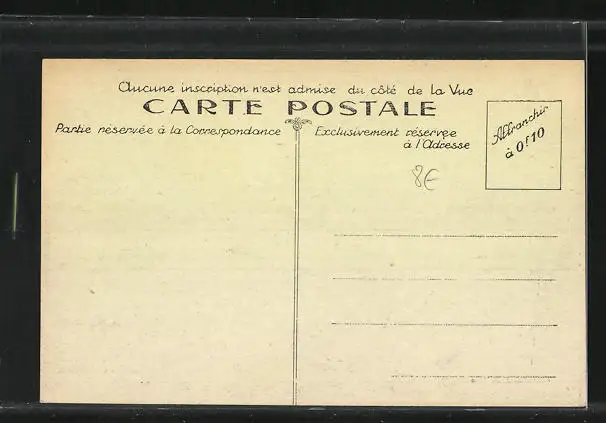 Aucune inscription n'est admise du côté de la Vue
CARTE POSTALE
Partie réservée à la Correspondance
Exclusivement réservée
à l'Adresse
Affranchir
à 0f10
8€